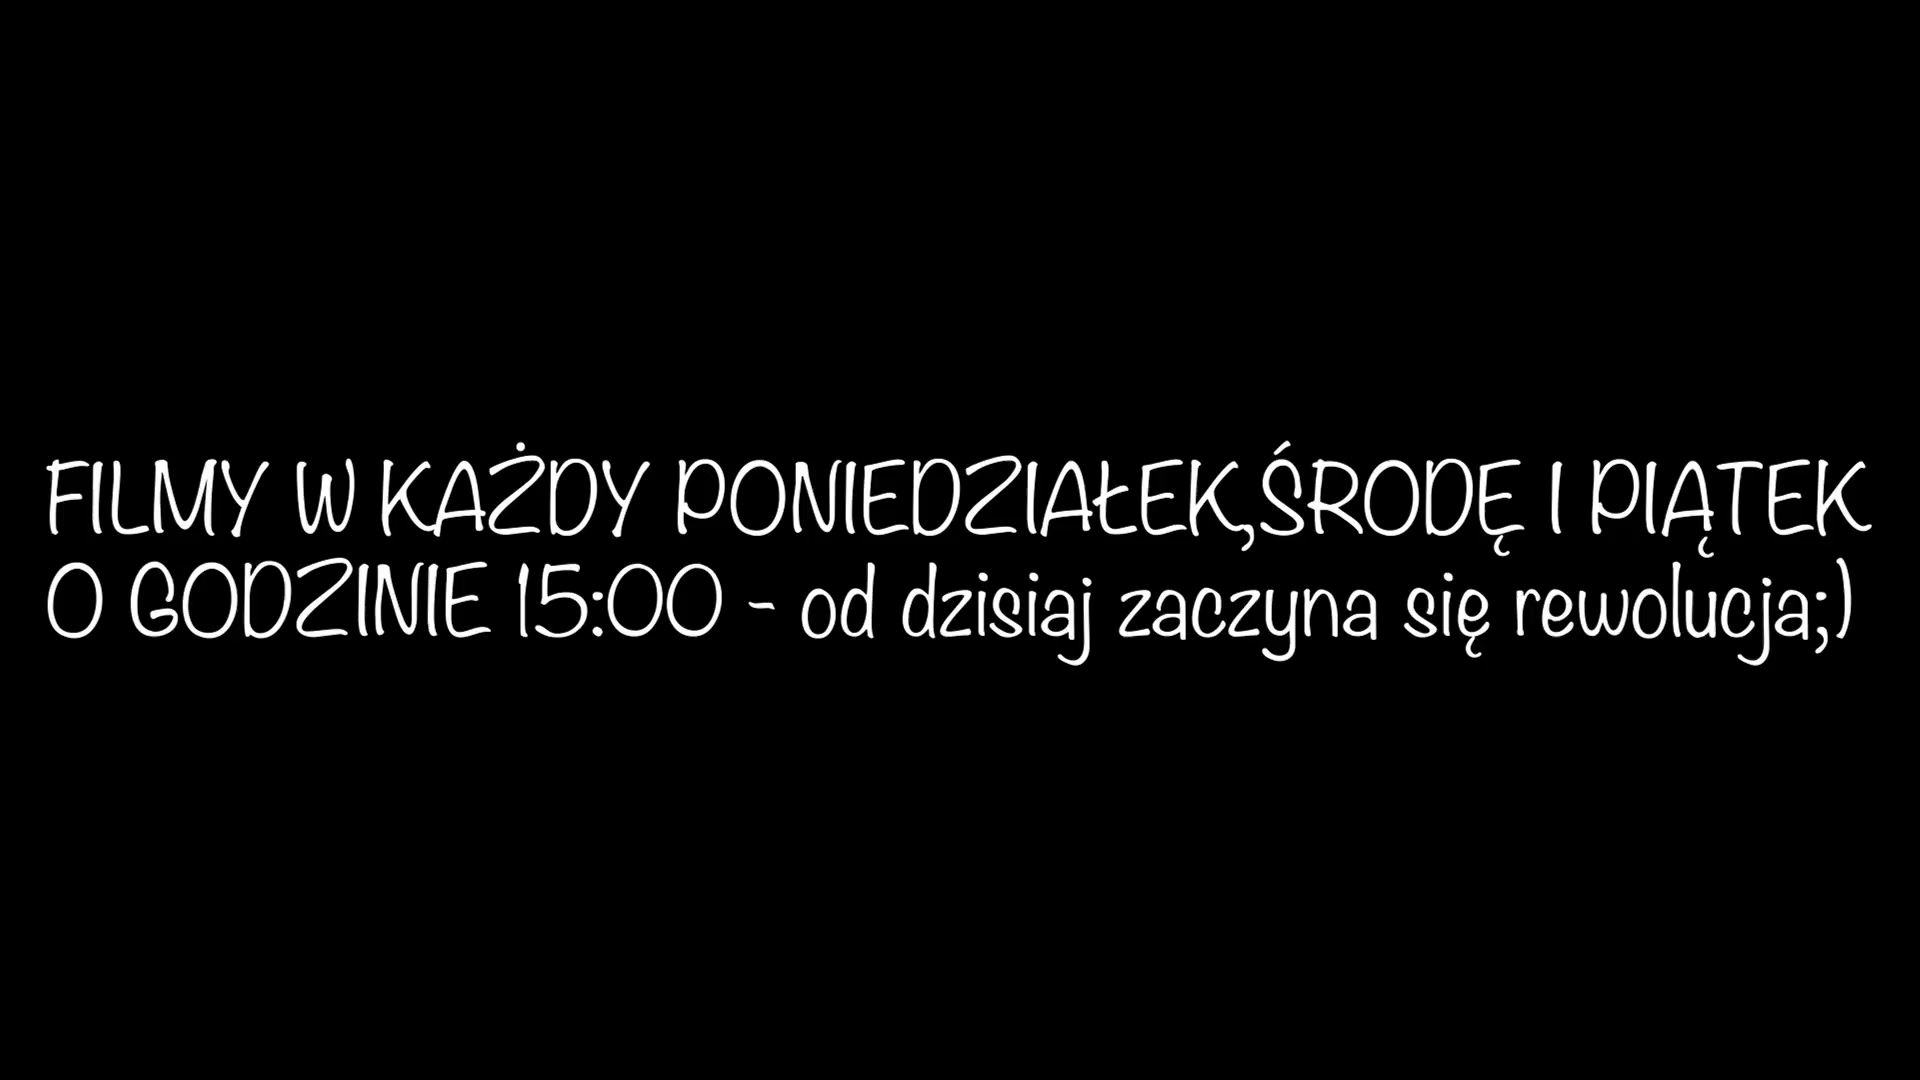 FILMY W KAŻDY PONIEDZIAŁEK,ŚRODĘ I PIĄTEK
O GODZINIE 15:00 - od dzisiaj zaczyna się rewolucja;)